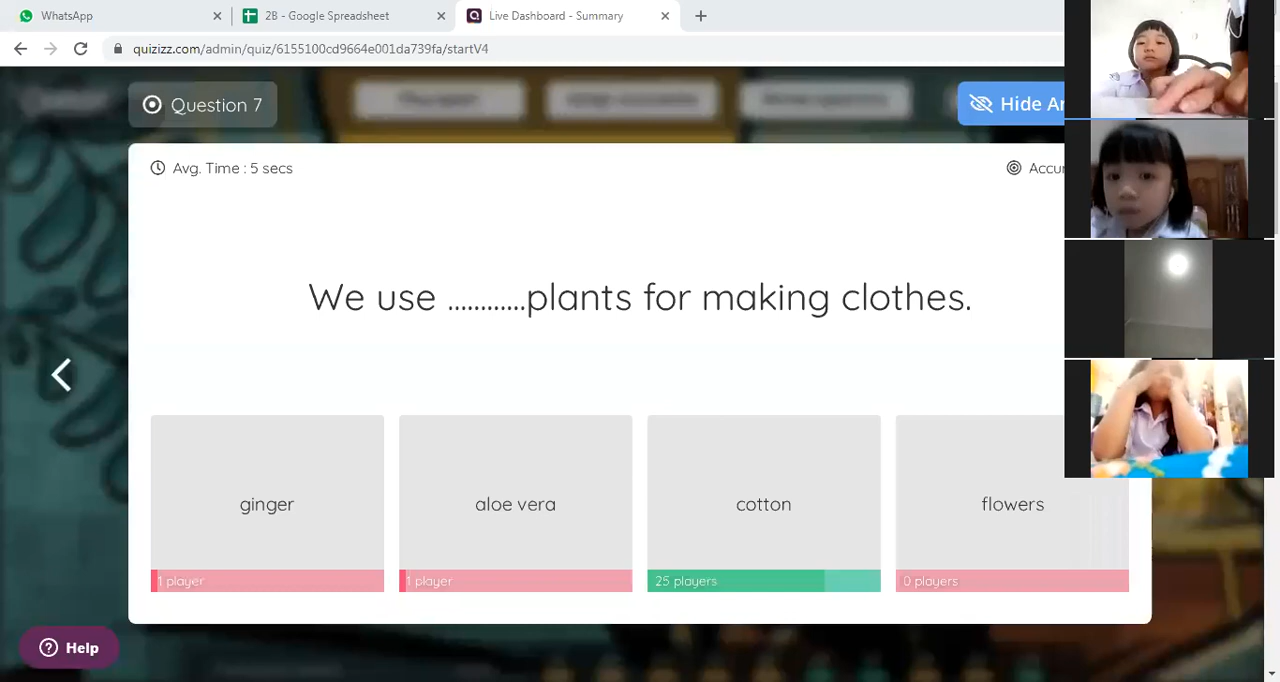 WhatsApp
2B - Google Spreadsheet
Live Dashboard - Summary
quizizz.com/admin/quiz/6155100cd9664e001da739fa/startV4
Question 7
Hide
Avg. Time : 5 secs
We use ............plants for making clothes.
ginger
aloe vera
cotton
flowers
1 player
1 player
25 players
0 players
Help